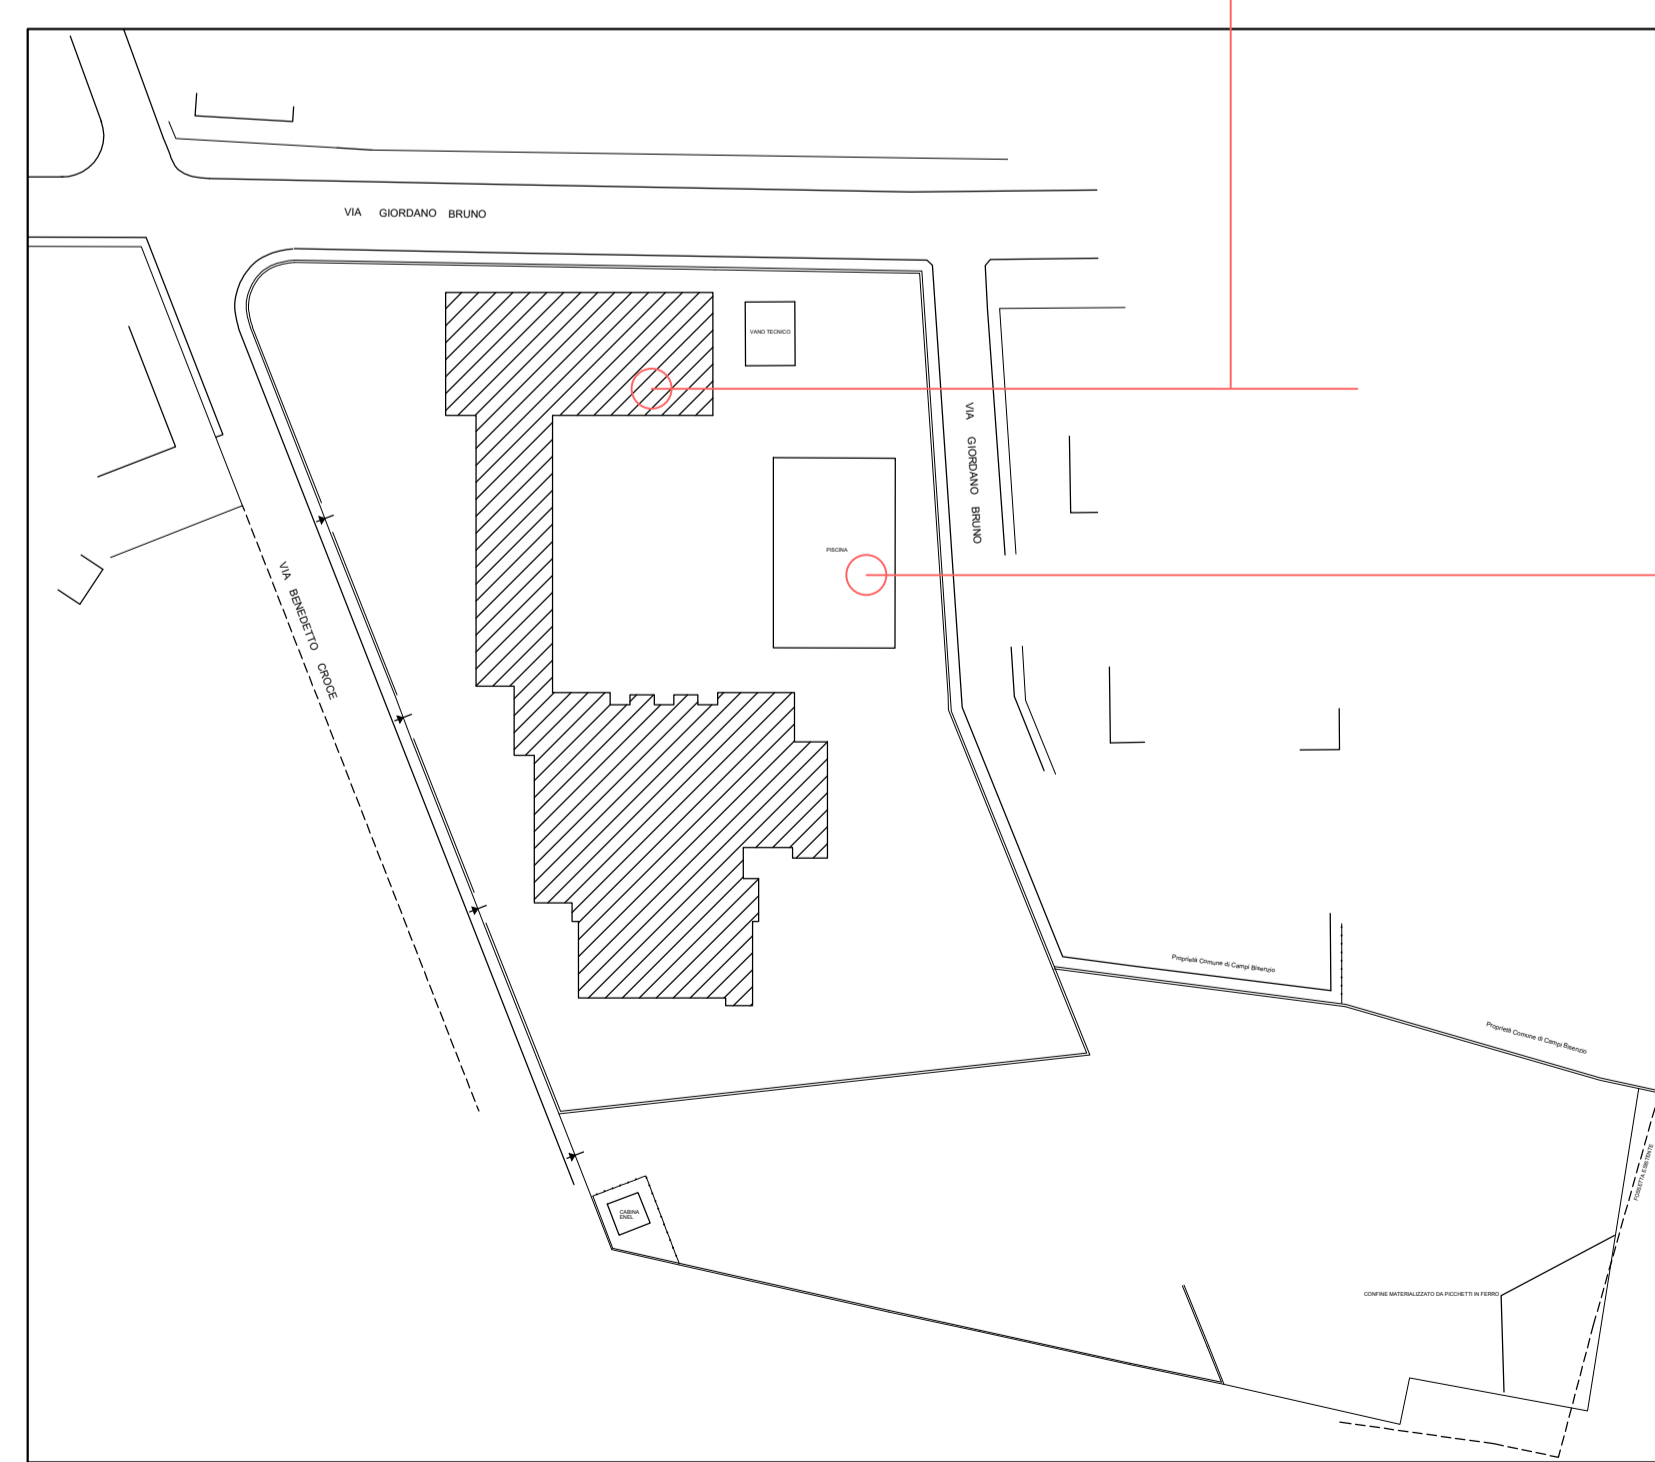 VIA GIORDANO BRUNO
VANO TECNICO
VIA GIORDANO BRUNO
PISCINA
VIA BENEDETTO CROCE
Proprietà Comune di Campi Bisenzio
Proprietà Comune di Campi Bisenzio
FOSSETTA ESISTENTE
CABINA
ENEL
CONFINE MATERIALIZZATO DA PICCHETTI IN FERRO